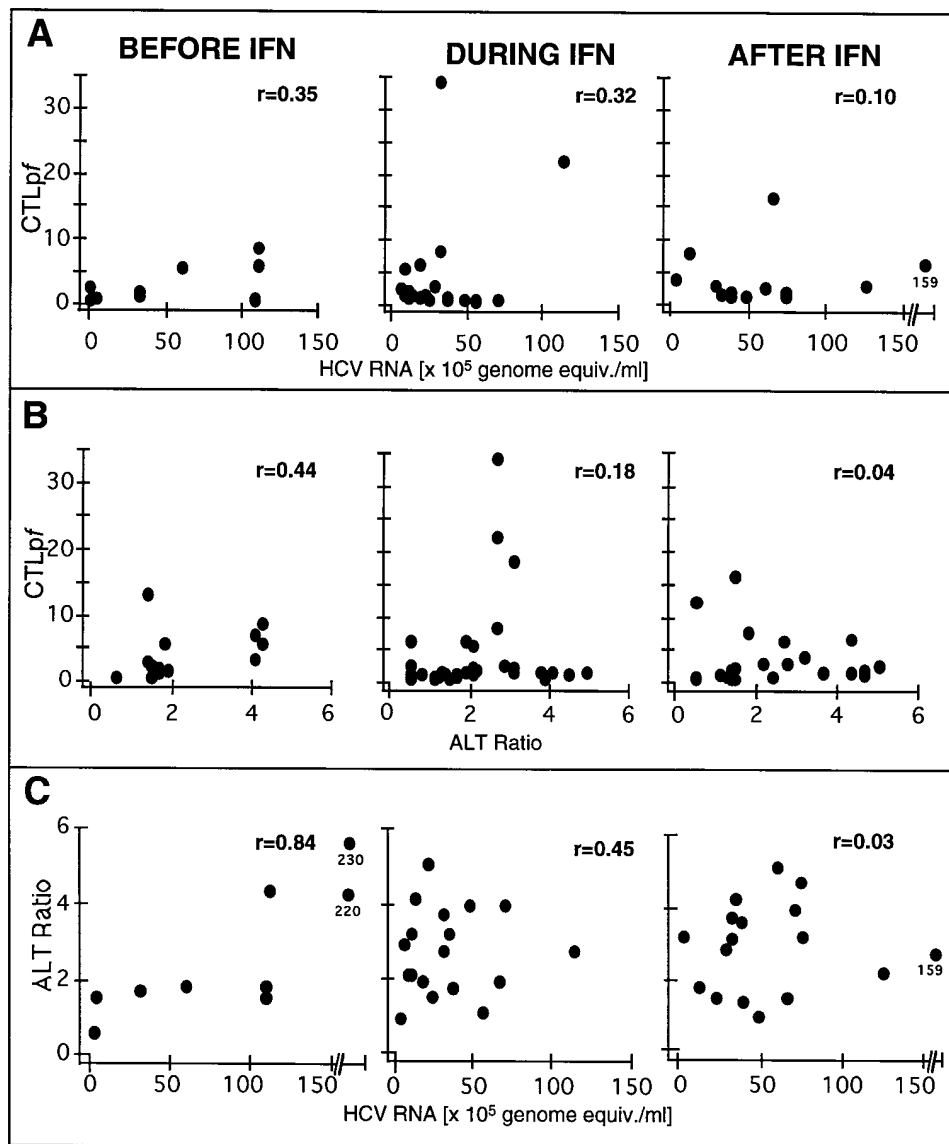 A
BEFORE IFN
DURING IFN
AFTER IFN
r=0.35
r=0.32
r=0.10
CTLpf
30
20
10
0
159
0 50 100 150
0 50 100 150
0 50 100 150
HCV RNA [x 10⁵ genome equiv./ml]
B
r=0.44
r=0.18
r=0.04
CTLpf
30
20
10
0
0 2 4 6
0 2 4 6
0 2 4 6
ALT Ratio
C
r=0.84
r=0.45
r=0.03
ALT Ratio
6
4
2
0
230
220
159
0 50 100 150
0 50 100 150
0 50 100 150
HCV RNA [x 10⁵ genome equiv./ml]